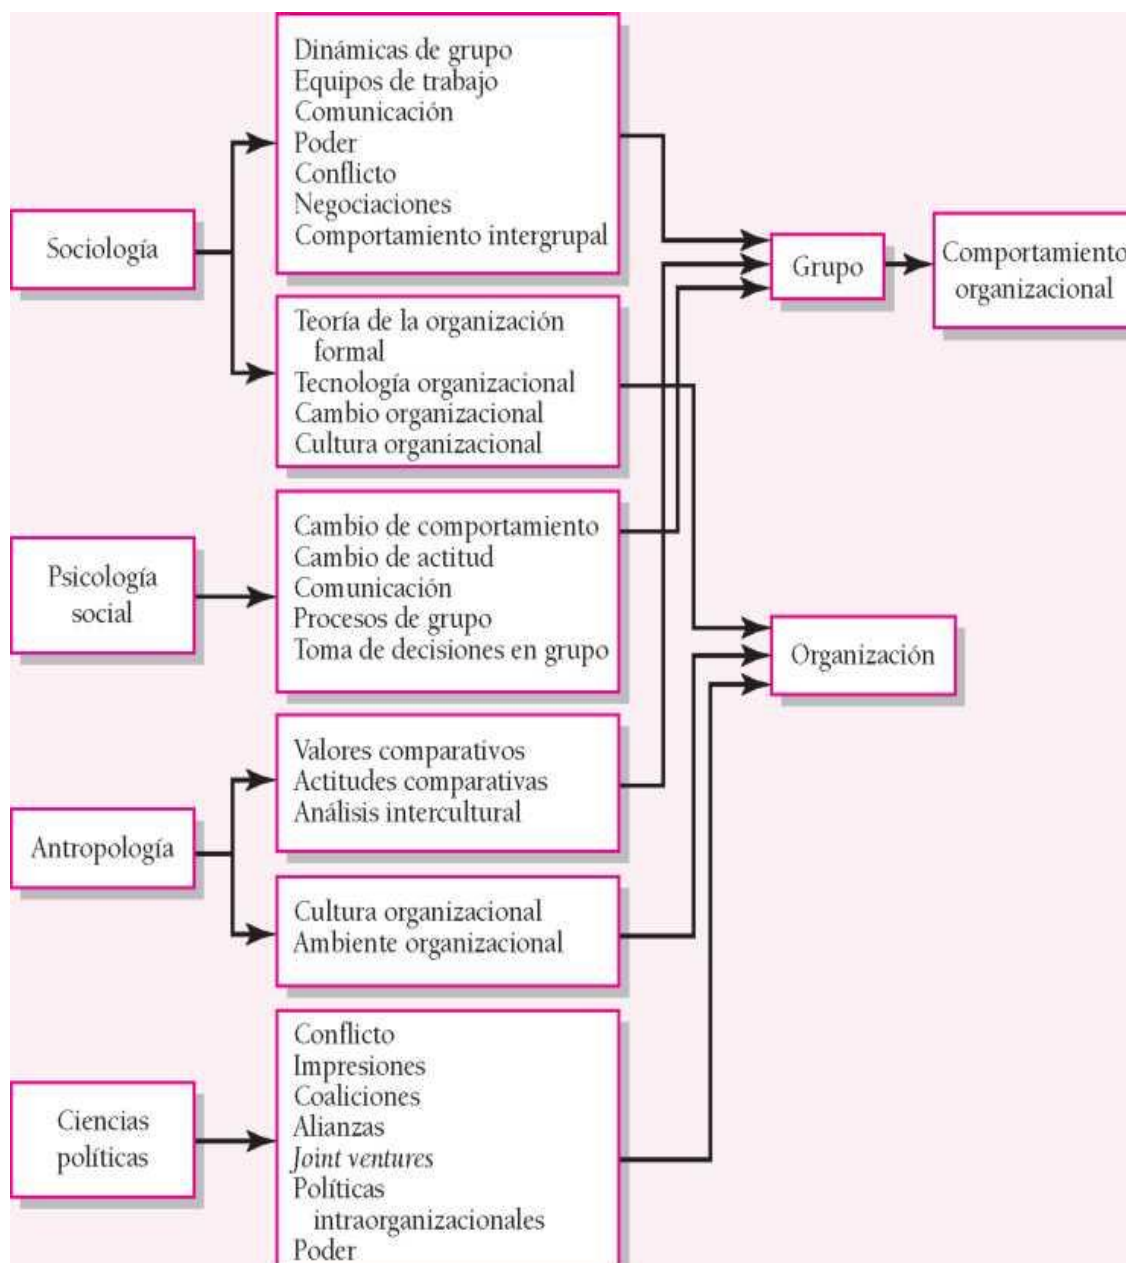 Dinámicas de grupo
Equipos de trabajo
Comunicación
Poder
Conflicto
Negociaciones
Comportamiento intergrupal
Sociología
Grupo
Comportamiento
organizacional
Teoría de la organización
formal
Tecnología organizacional
Cambio organizacional
Cultura organizacional
Psicología
social
Cambio de comportamiento
Cambio de actitud
Comunicación
Procesos de grupo
Toma de decisiones en grupo
Organización
Antropología
Valores comparativos
Actitudes comparativas
Análisis intercultural
Cultura organizacional
Ambiente organizacional
Ciencias
políticas
Conflicto
Impresiones
Coaliciones
Alianzas
Joint ventures
Políticas
intraorganizacionales
Poder